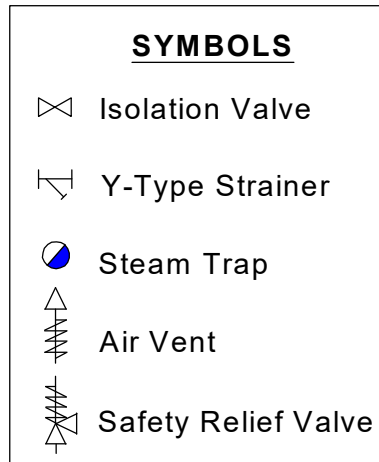 SYMBOLS
Isolation Valve
Y-Type Strainer
Steam Trap
Air Vent
Safety Relief Valve